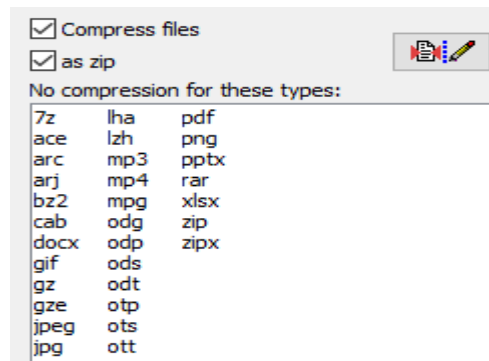 Compress files
as zip
No compression for these types:
7z lha pdf
ace lzh png
arc mp3 pptx
arj mp4 rar
bz2 mpg xlsx
cab odg zip
docx odp zipx
gif ods
gz odt
gze otp
jpeg ots
jpg ott